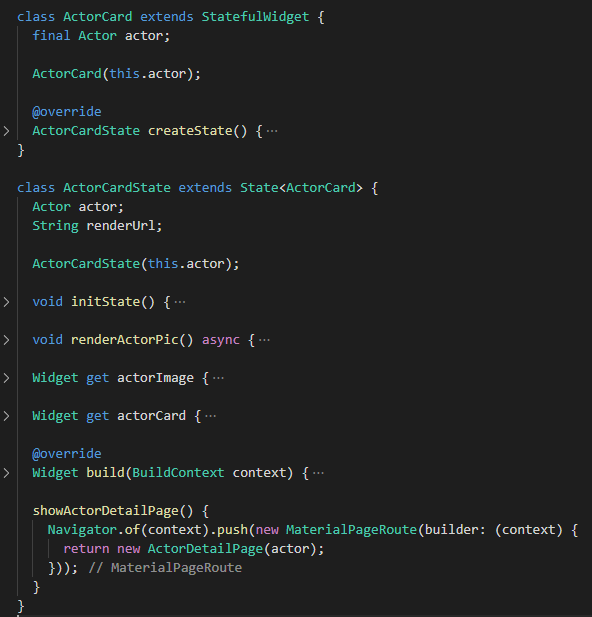 class ActorCard extends StatefulWidget {
final Actor actor;
ActorCard(this.actor);
@override
ActorCardState createState() {···
}
class ActorCardState extends State<ActorCard> {
Actor actor;
String renderUrl;
ActorCardState(this.actor);
void initState() {···
void renderActorPic() async {···
Widget get actorImage {···
Widget get actorCard {···
@override
Widget build(BuildContext context) {···
showActorDetailPage() {
Navigator.of(context).push(new MaterialPageRoute(builder: (context) {
return new ActorDetailPage(actor);
})); // MaterialPageRoute
}
}